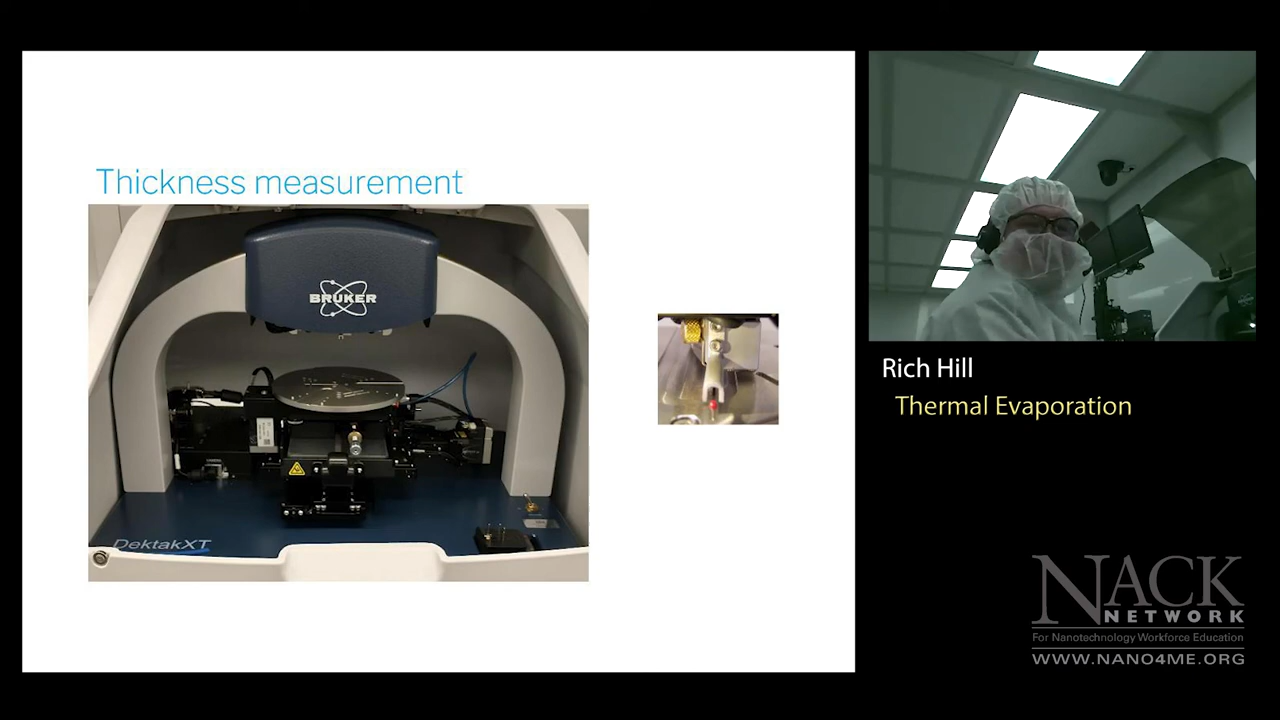 Thickness measurement
BRUKER
DektakXT
Rich Hill
Thermal Evaporation
NACK
NETWORK
For Nanotechnology Workforce Education
WWW.NANO4ME.ORG